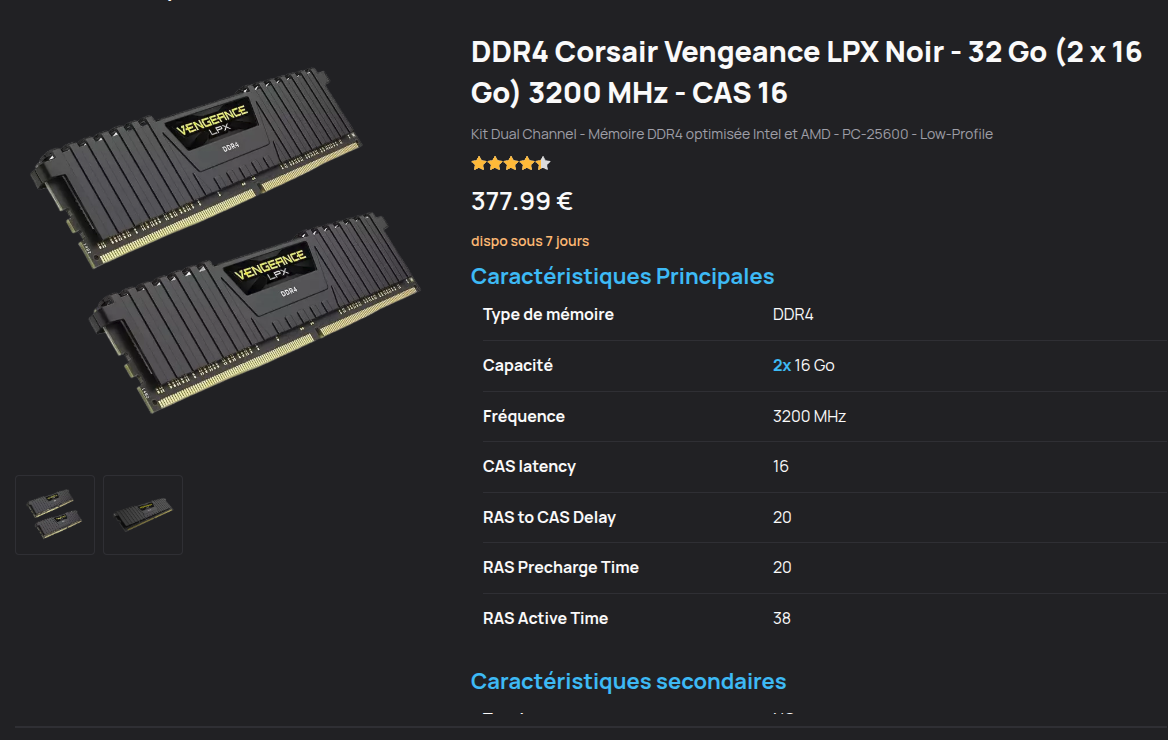 DDR4 Corsair Vengeance LPX Noir - 32 Go (2 x 16
Go) 3200 MHz - CAS 16
Kit Dual Channel - Mémoire DDR4 optimisée Intel et AMD - PC-25600 - Low-Profile
377.99 €
dispo sous 7 jours
Caractéristiques Principales
Type de mémoire DDR4
Capacité 2x 16 Go
Fréquence 3200 MHz
CAS latency 16
RAS to CAS Delay 20
RAS Precharge Time 20
RAS Active Time 38
Caractéristiques secondaires
VENGEANCE
LPX
DDR4
VENGEANCE
LPX
DDR4